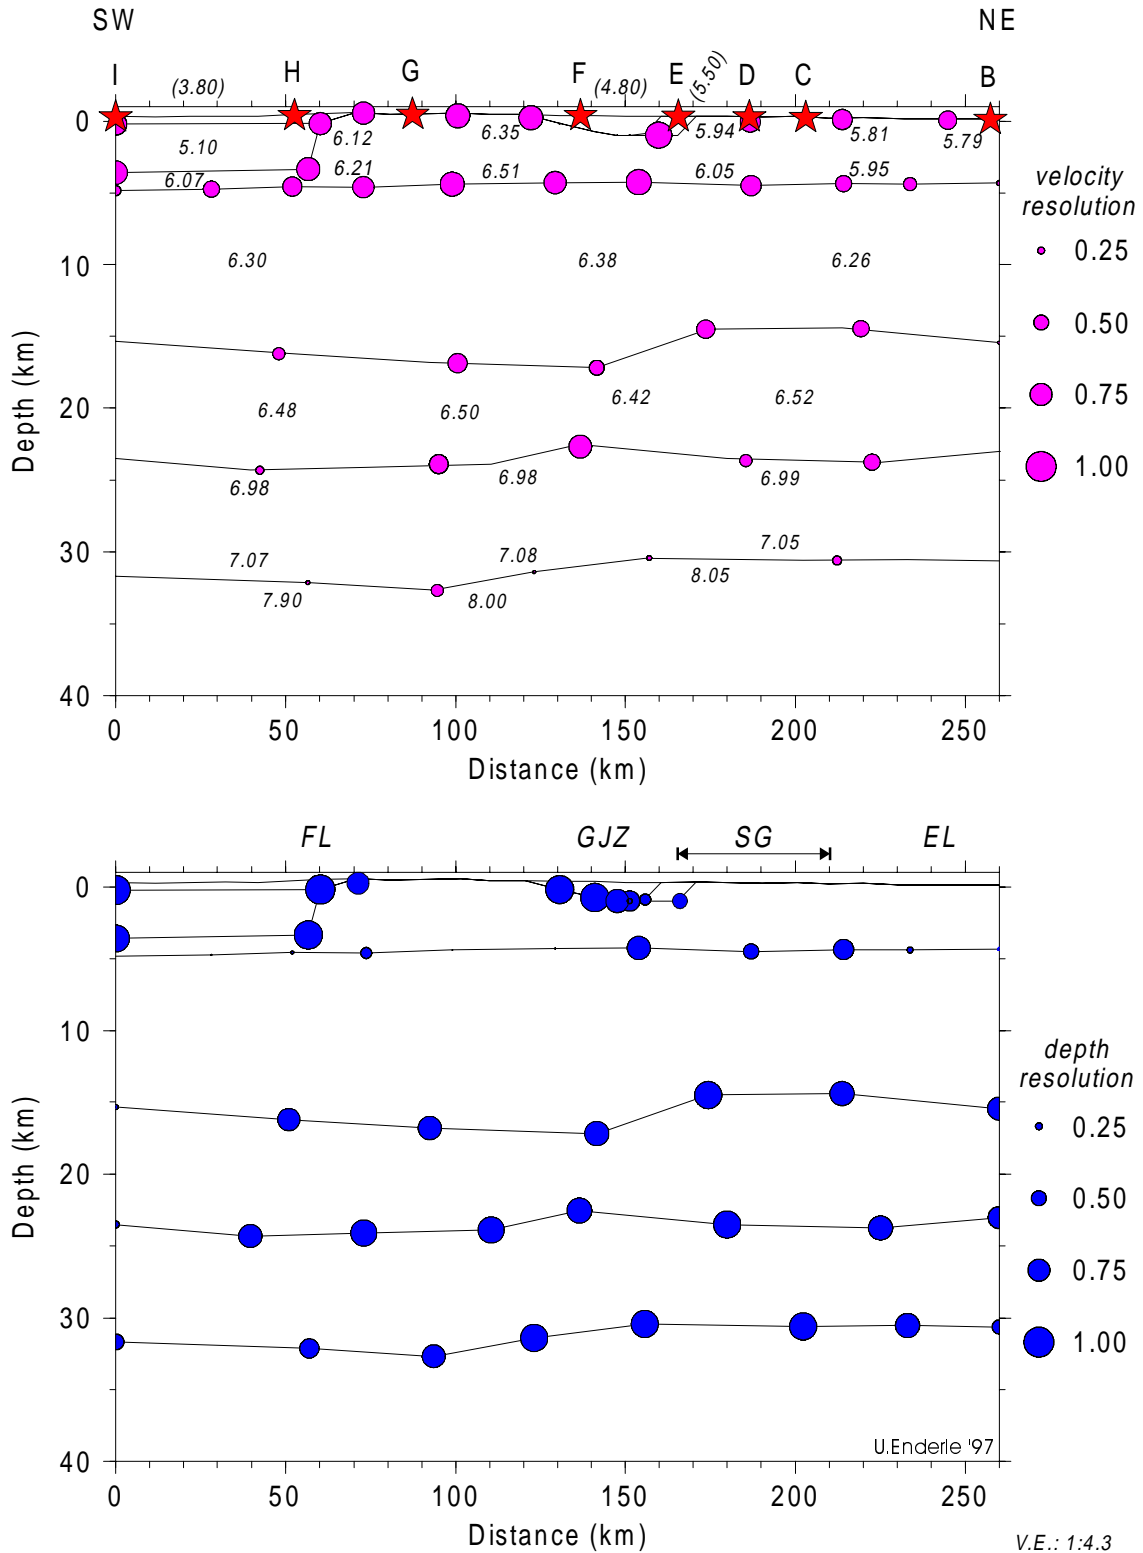 SW NE
I H G F E D C B
(3.80) (4.80) (5.50)
0 6.12 6.35 5.94 5.81 5.79
5.10
6.07 6.21 6.51 6.05 5.95
velocity
resolution
0.25
10 6.30 6.38 6.26
0.50
0.75
6.48 6.50 6.42 6.52
20
1.00
6.98 6.98 6.99
30
7.07 7.08 7.05
7.90 8.00 8.05
40
Depth (km)
0 50 100 150 200 250
Distance (km)
FL GJZ SG EL
0
10
depth
resolution
0.25
20
0.50
0.75
30
1.00
U.Enderle '97
40
Depth (km)
0 50 100 150 200 250
Distance (km)
V.E.: 1:4.3